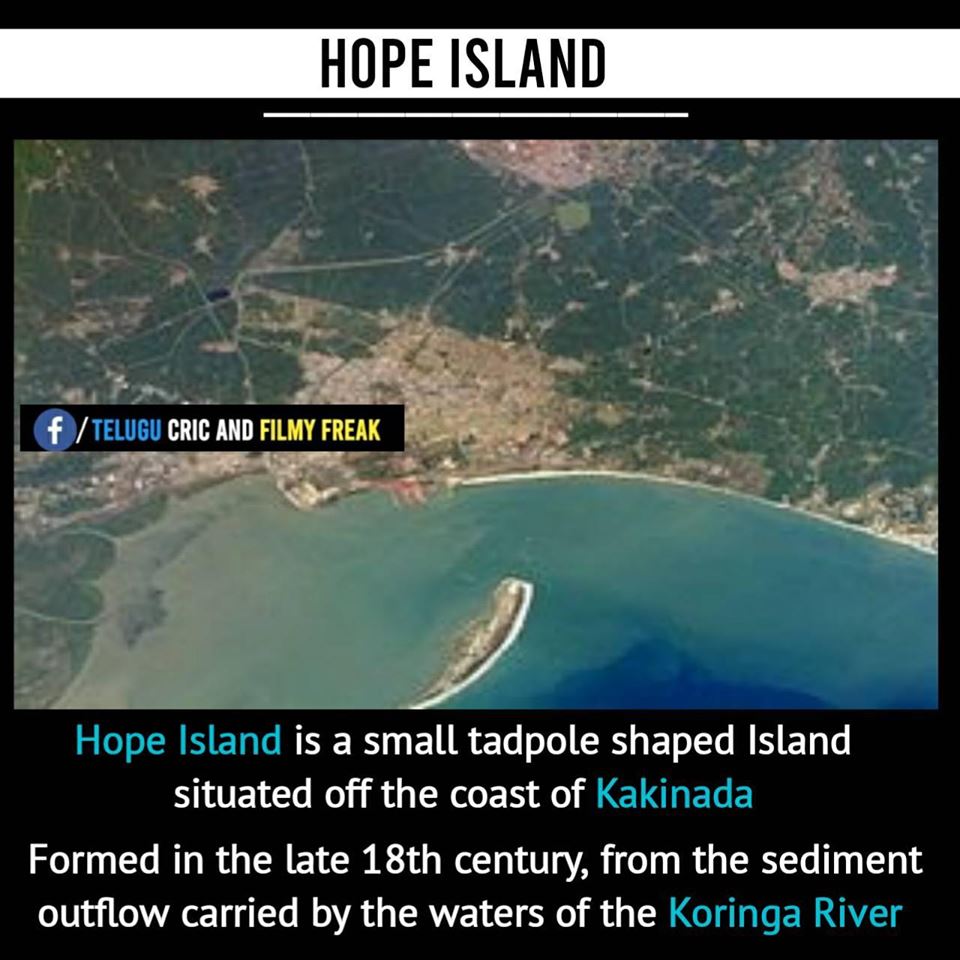 HOPE ISLAND
f/TELUGU CRIC AND FILMY FREAK
Hope Island is a small tadpole shaped Island
situated off the coast of Kakinada
Formed in the late 18th century, from the sediment
outflow carried by the waters of the Koringa River